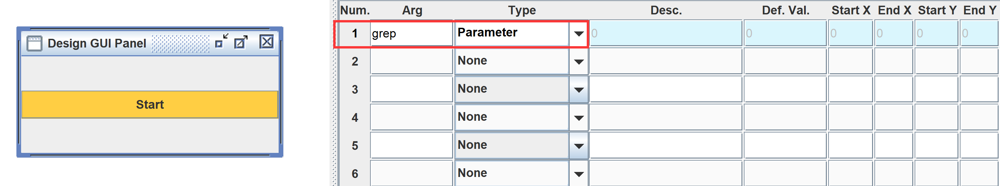 Design GUI Panel
Start
Num. Arg Type Desc. Def. Val. Start X End X Start Y End Y
1 grep Parameter 0 0 0 0 0 0
2 None
3 None
4 None
5 None
6 None